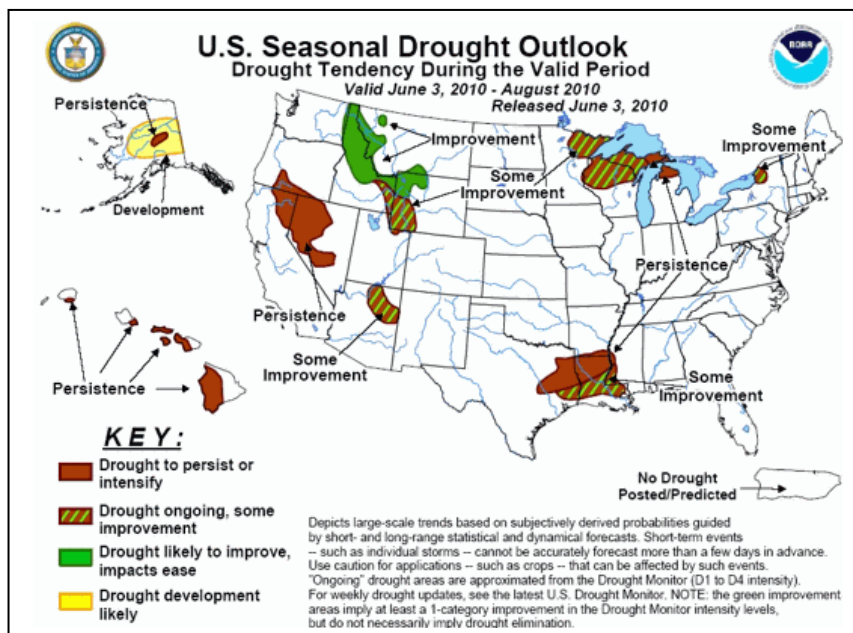 U.S. Seasonal Drought Outlook
Drought Tendency During the Valid Period
Valid June 3, 2010 - August 2010
Released June 3, 2010
NOAA
Persistence
Development
Improvement
Some
Improvement
Some
Improvement
Persistence
Persistence
Some
Improvement
Some
Improvement
Persistence
No Drought
Posted/Predicted
KEY:
Drought to persist or
intensify
Drought ongoing, some
improvement
Drought likely to improve,
impacts ease
Drought development
likely
Depicts large-scale trends based on subjectively derived probabilities guided
by short- and long-range statistical and dynamical forecasts. Short-term events
-- such as individual storms -- cannot be accurately forecast more than a few days in advance.
Use caution for applications -- such as crops -- that can be affected by such events.
"Ongoing" drought areas are approximated from the Drought Monitor (D1 to D4 intensity).
For weekly drought updates, see the latest U.S. Drought Monitor. NOTE: the green improvement
areas imply at least a 1-category improvement in the Drought Monitor intensity levels,
but do not necessarily imply drought elimination.